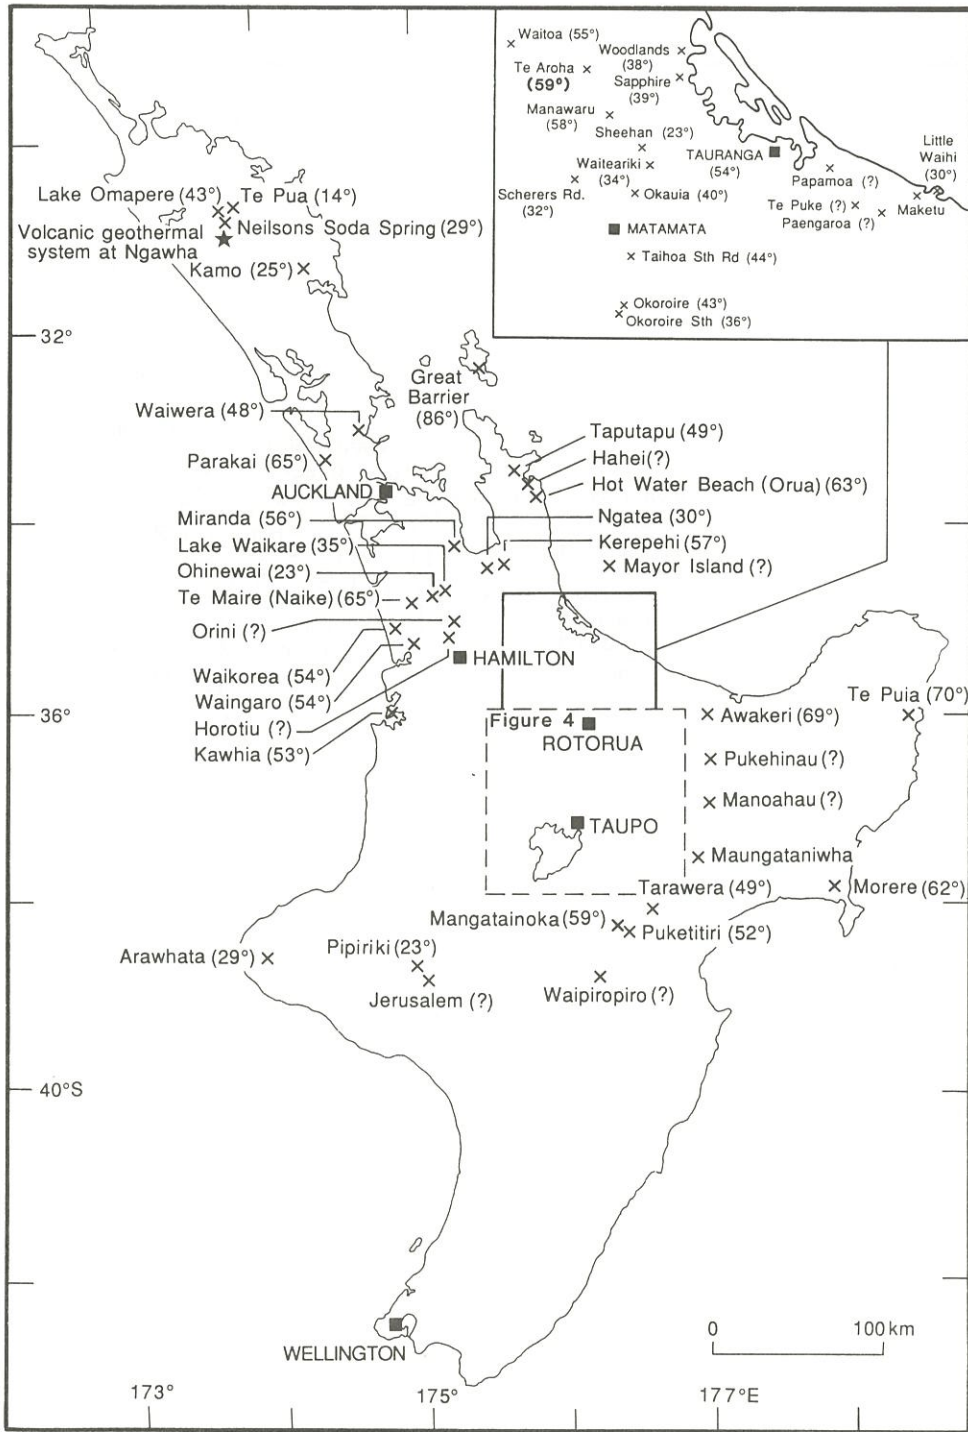 Waitoa (55°)
Woodlands
(38°)
Te Aroha
(59°)
Sapphire
(39°)
Manawaru
(58°)
Sheehan (23°)
TAURANGA
(54°)
Little
Waihi
(30°)
Waiteariki
(34°)
Papamoa (?)
Scherers Rd.
(32°)
Okauia (40°)
Te Puke (?)
Maketu
Paengaroa (?)
MATAMATA
Taihoa Sth Rd (44°)
Okoroire (43°)
Okoroire Sth (36°)
Lake Omapere (43°)
Te Pua (14°)
Neilsons Soda Spring (29°)
Volcanic geothermal
system at Ngawha
Kamo (25°)
32°
Great
Barrier
(86°)
Waiwera (48°)
Taputapu (49°)
Parakai (65°)
Hahei (?)
AUCKLAND
Hot Water Beach (Orua) (63°)
Miranda (56°)
Ngatea (30°)
Lake Waikare (35°)
Kerepehi (57°)
Ohinewai (23°)
Mayor Island (?)
Te Maire (Naike) (65°)
Orini (?)
HAMILTON
Waikorea (54°)
Waingaro (54°)
Te Puia (70°)
36°
Horotiu (?)
Figure 4
Awakeri (69°)
Kawhia (53°)
ROTORUA
Pukehinau (?)
Manoahau (?)
TAUPO
Maungataniwha
Tarawera (49°)
Morere (62°)
Mangatainoka (59°)
Puketitiri (52°)
Arawhata (29°)
Pipiriki (23°)
Jerusalem (?)
Waipiropiro (?)
40°S
WELLINGTON
0 100 km
173° 175° 177°E